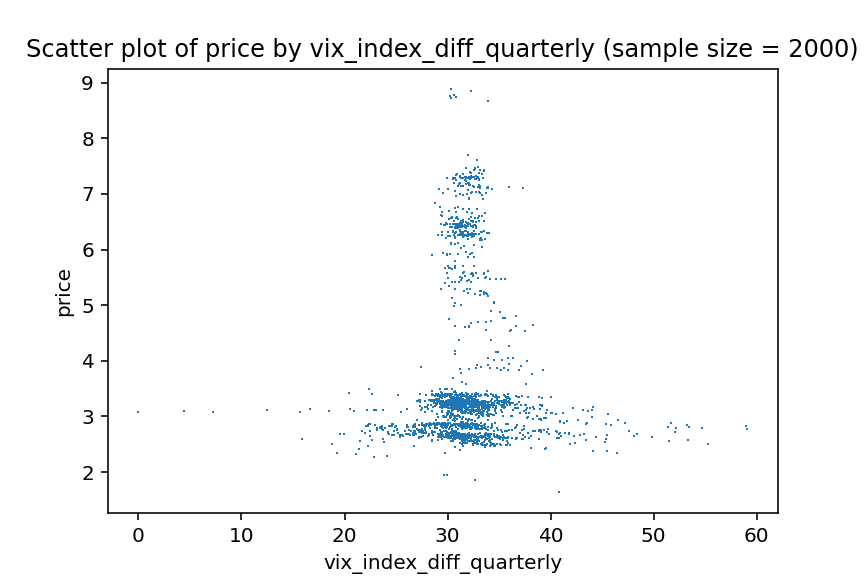 Scatter plot of price by vix_index_diff_quarterly (sample size = 2000)
9
8
7
6
5
4
3
2
price
0 10 20 30 40 50 60
vix_index_diff_quarterly